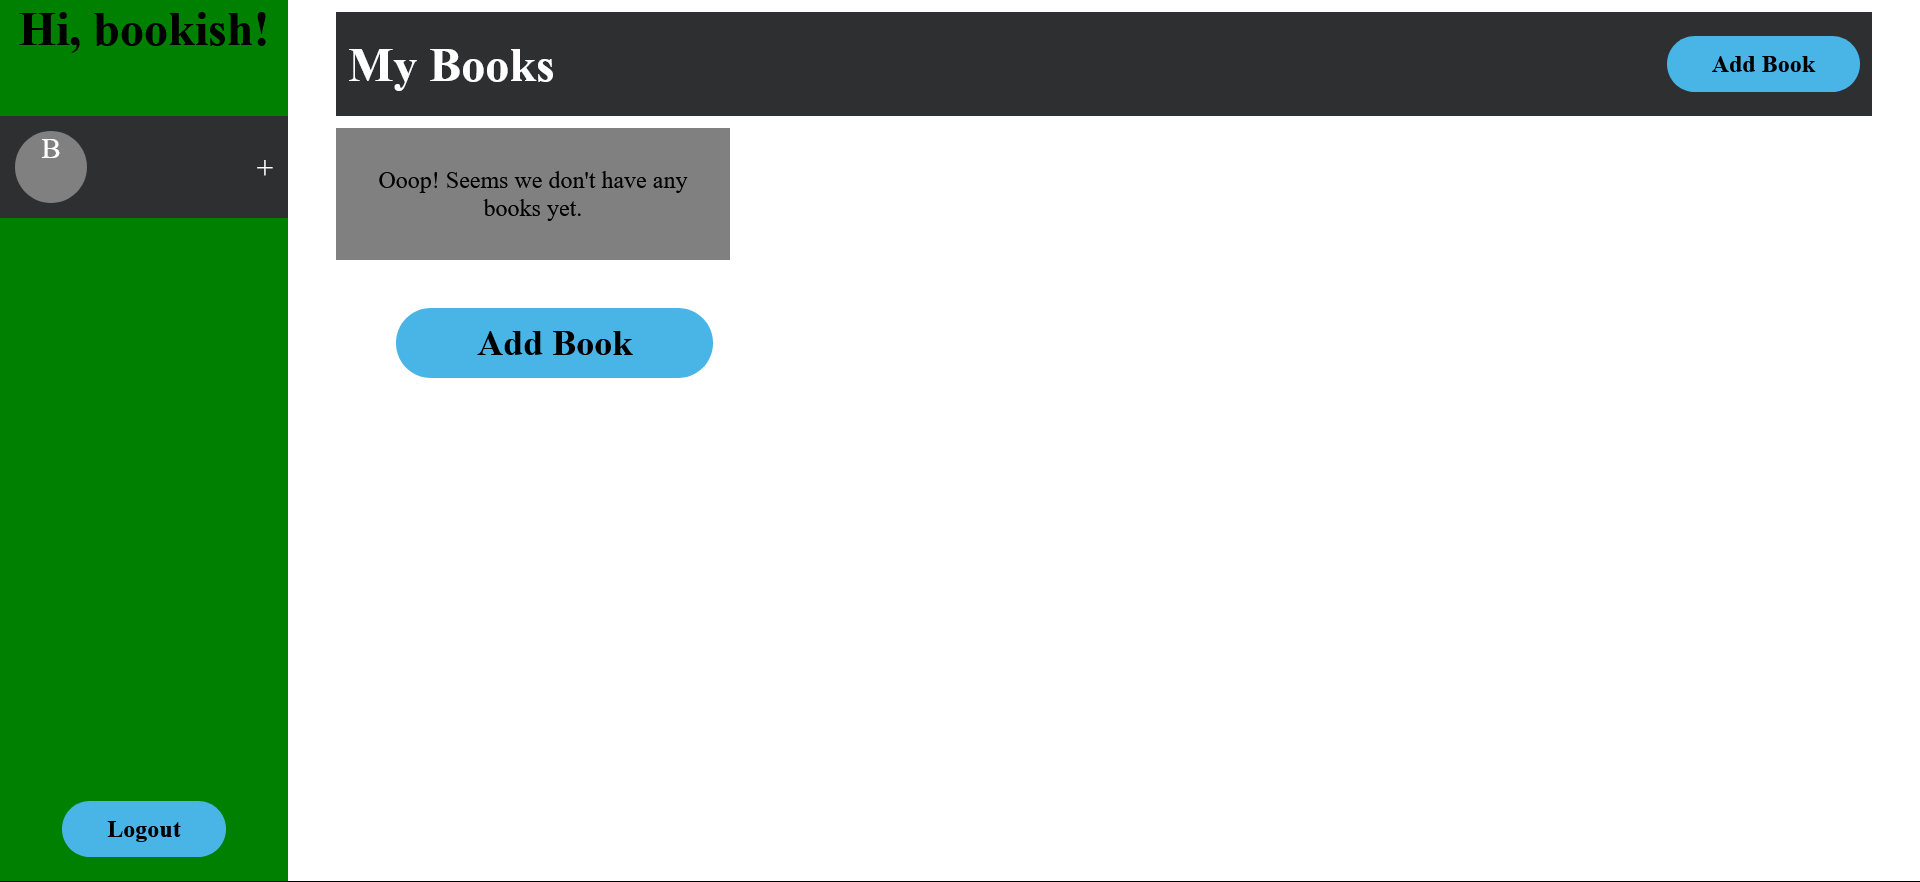 Hi, bookish!
B
+
Logout
My Books
Add Book
Ooop! Seems we don't have any
books yet.
Add Book